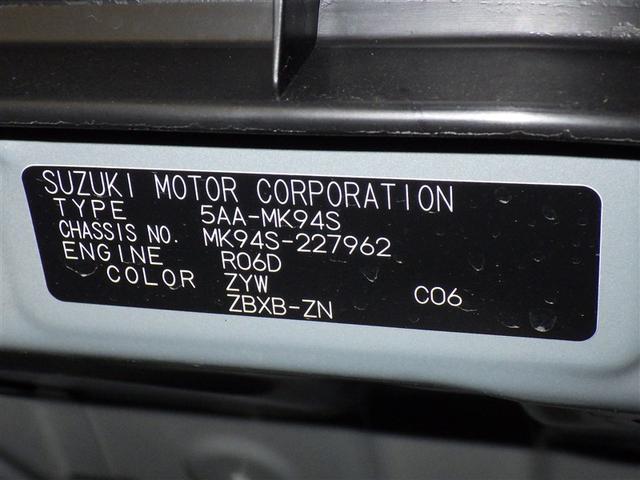 SUZUKI MOTOR CORPORATION
TYPE 5AA-MK94S
CHASSIS NO. MK94S-227962
ENGINE R06D
COLOR ZYW C06
ZBXB-ZN